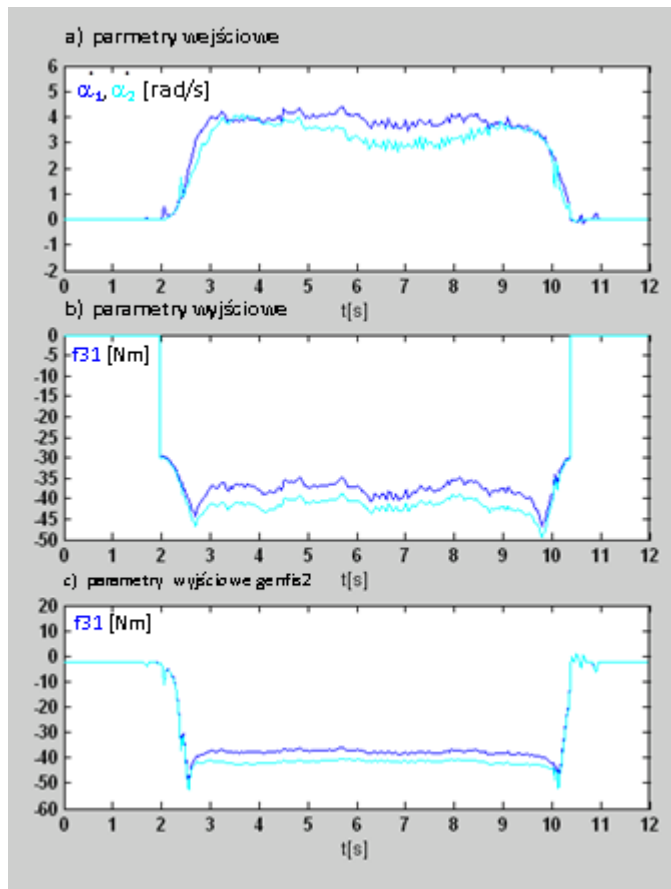 a) parmetry wejściowe
6
α̇1, α̇2 [rad/s]
5
4
3
2
1
0
-1
-2
0 1 2 3 4 5 6 7 8 9 10 11 12
t[s]
b) parametry wyjściowe
0
f31 [Nm]
-5
-10
-15
-20
-25
-30
-35
-40
-45
-50
0 1 2 3 4 5 6 7 8 9 10 11 12
t[s]
c) parametry wyjściowe genfis2
20
f31 [Nm]
10
0
-10
-20
-30
-40
-50
-60
0 1 2 3 4 5 6 7 8 9 10 11 12
t[s]